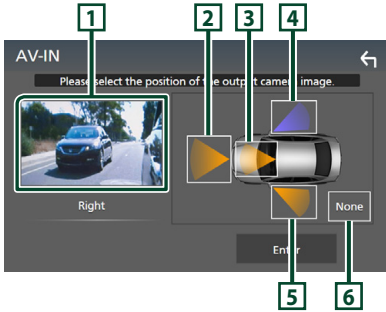 1
2
3
4
AV-IN
Please select the position of the output camera image.
Right
None
Enter
5
6